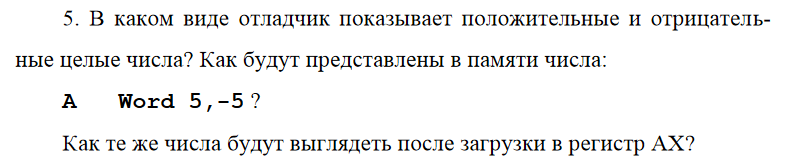 5. В каком виде отладчик показывает положительные и отрицатель-
ные целые числа? Как будут представлены в памяти числа:
A Word 5,-5 ?
Как те же числа будут выглядеть после загрузки в регистр AX?